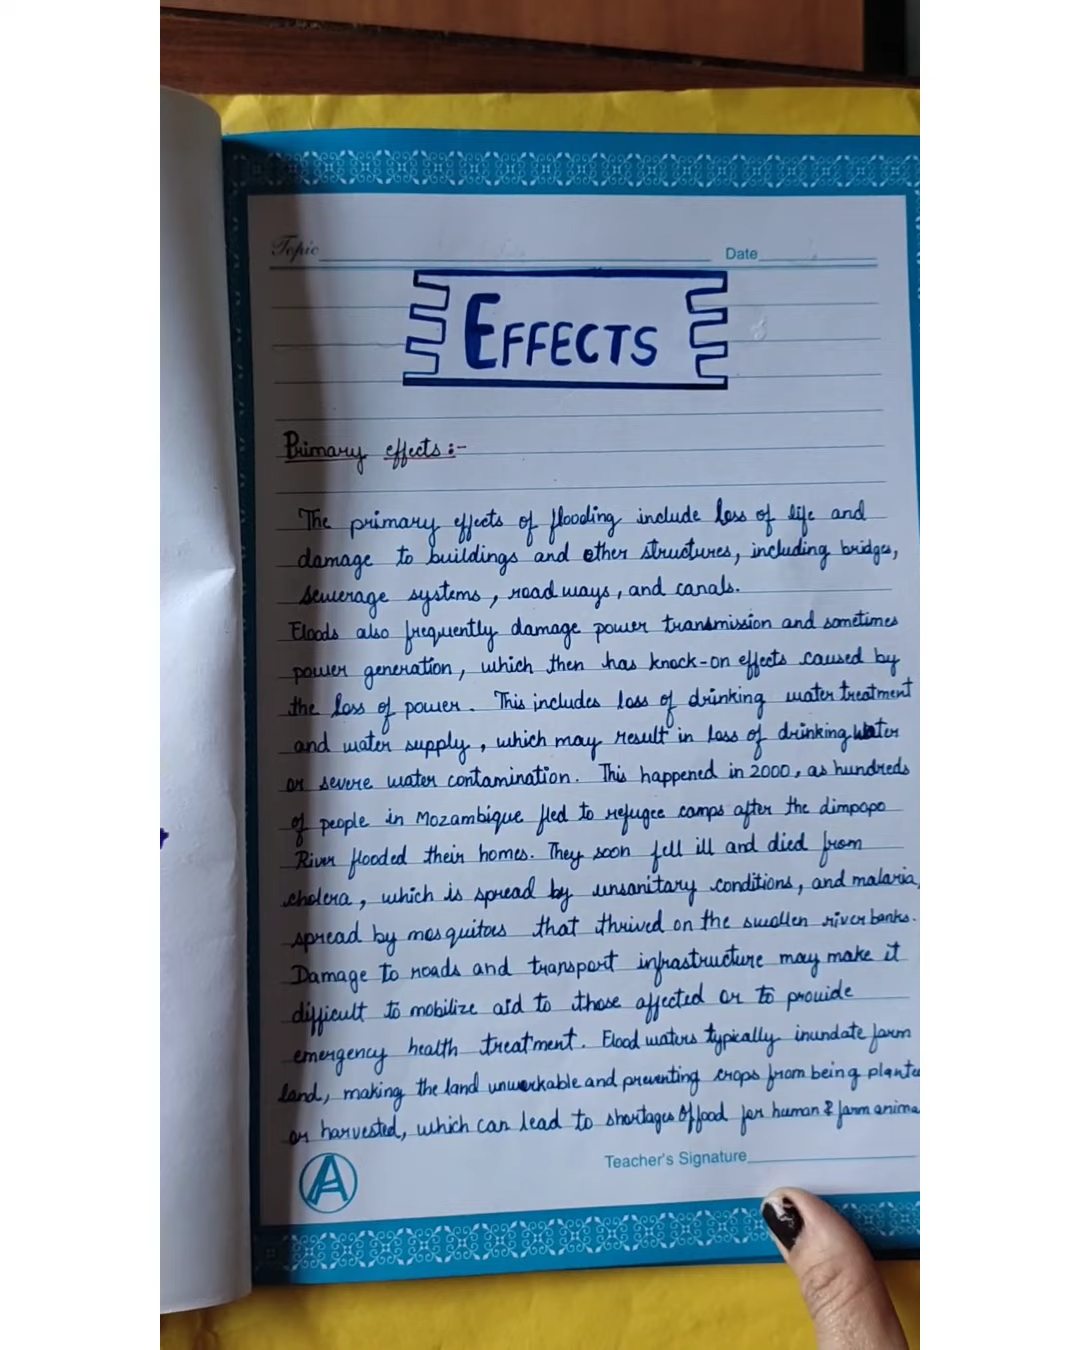 Topic
Date
EFFECTS
Primary effects :-
The primary effects of flooding include loss of life and
damage to buildings and other structures, including bridges,
sewerage systems, roadways, and canals.
Floods also frequently damage power transmission and sometimes
power generation, which then has knock-on effects caused by
the loss of power. This includes loss of drinking water treatment
and water supply, which may result in loss of drinking water
or severe water contamination. This happened in 2000, as hundreds
of people in Mozambique fled to refugee camps after the Limpopo
River flooded their homes. They soon fell ill and died from
cholera, which is spread by unsanitary conditions, and malaria,
spread by mosquitoes that thrived on the swollen river banks.
Damage to roads and transport infrastructure may make it
difficult to mobilize aid to those affected or to provide
emergency health treatment. Flood waters typically inundate farm
land, making the land unworkable and preventing crops from being plante
or harvested, which can lead to shortages of food for human & farm anima
Teacher's Signature
A